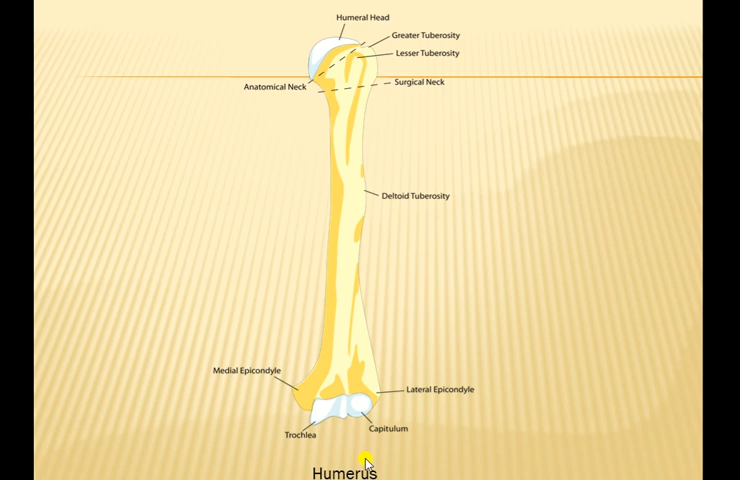 Humeral Head
Greater Tuberosity
Lesser Tuberosity
Anatomical Neck
Surgical Neck
Deltoid Tuberosity
Medial Epicondyle
Lateral Epicondyle
Trochlea
Capitulum
Humerus